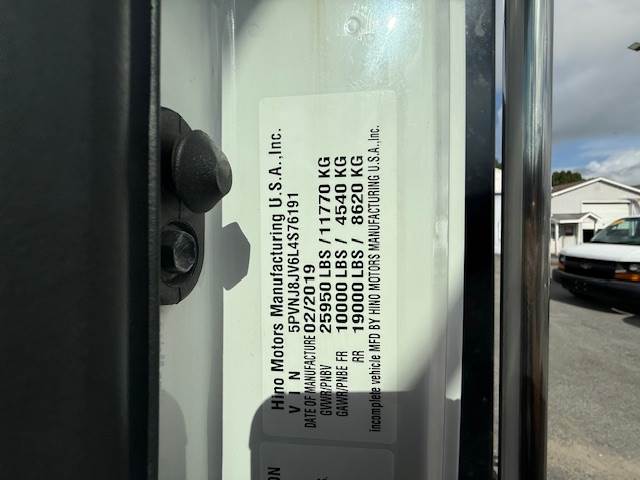 Hino Motors Manufacturing U.S.A.,Inc.
V I N 5PVNJ8JV6L4S76191
DATE OF MANUFACTURE 02/2019
GVWR/PNBV 25950 LBS / 11770 KG
GAWR/PNBE FR 10000 LBS / 4540 KG
RR 19000 LBS / 8620 KG
incomplete vehicle MFD BY HINO MOTORS MANUFACTURING U.S.A.,Inc.